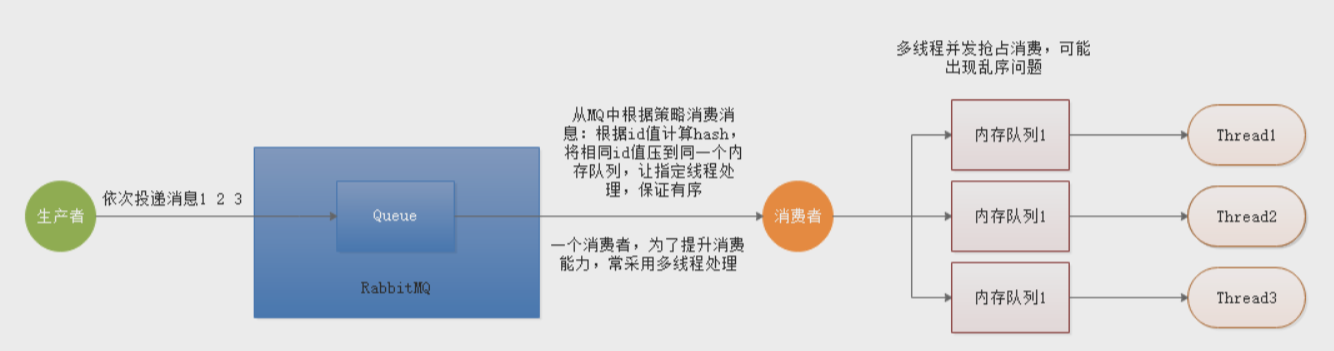 多线程并发抢占消费，可能
出现乱序问题
从MQ中根据策略消费消
息：根据id值计算hash，
将相同id值压到同一个内
存队列，让指定线程处
理，保证有序
内存队列1
Thread1
依次投递消息1 2 3
生产者
Queue
消费者
内存队列1
Thread2
一个消费者，为了提升消费
能力，常采用多线程处理
RabbitMQ
内存队列1
Thread3